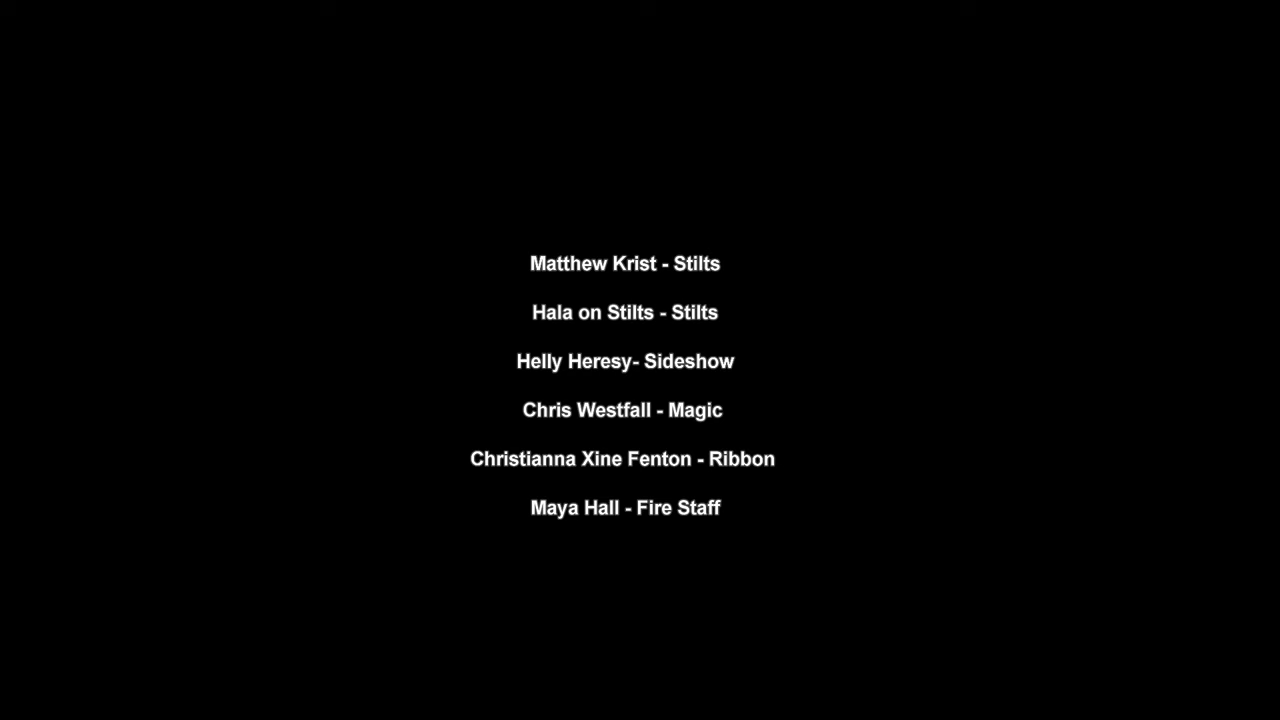 Matthew Krist - Stilts
Hala on Stilts - Stilts
Helly Heresy- Sideshow
Chris Westfall - Magic
Christianna Xine Fenton - Ribbon
Maya Hall - Fire Staff